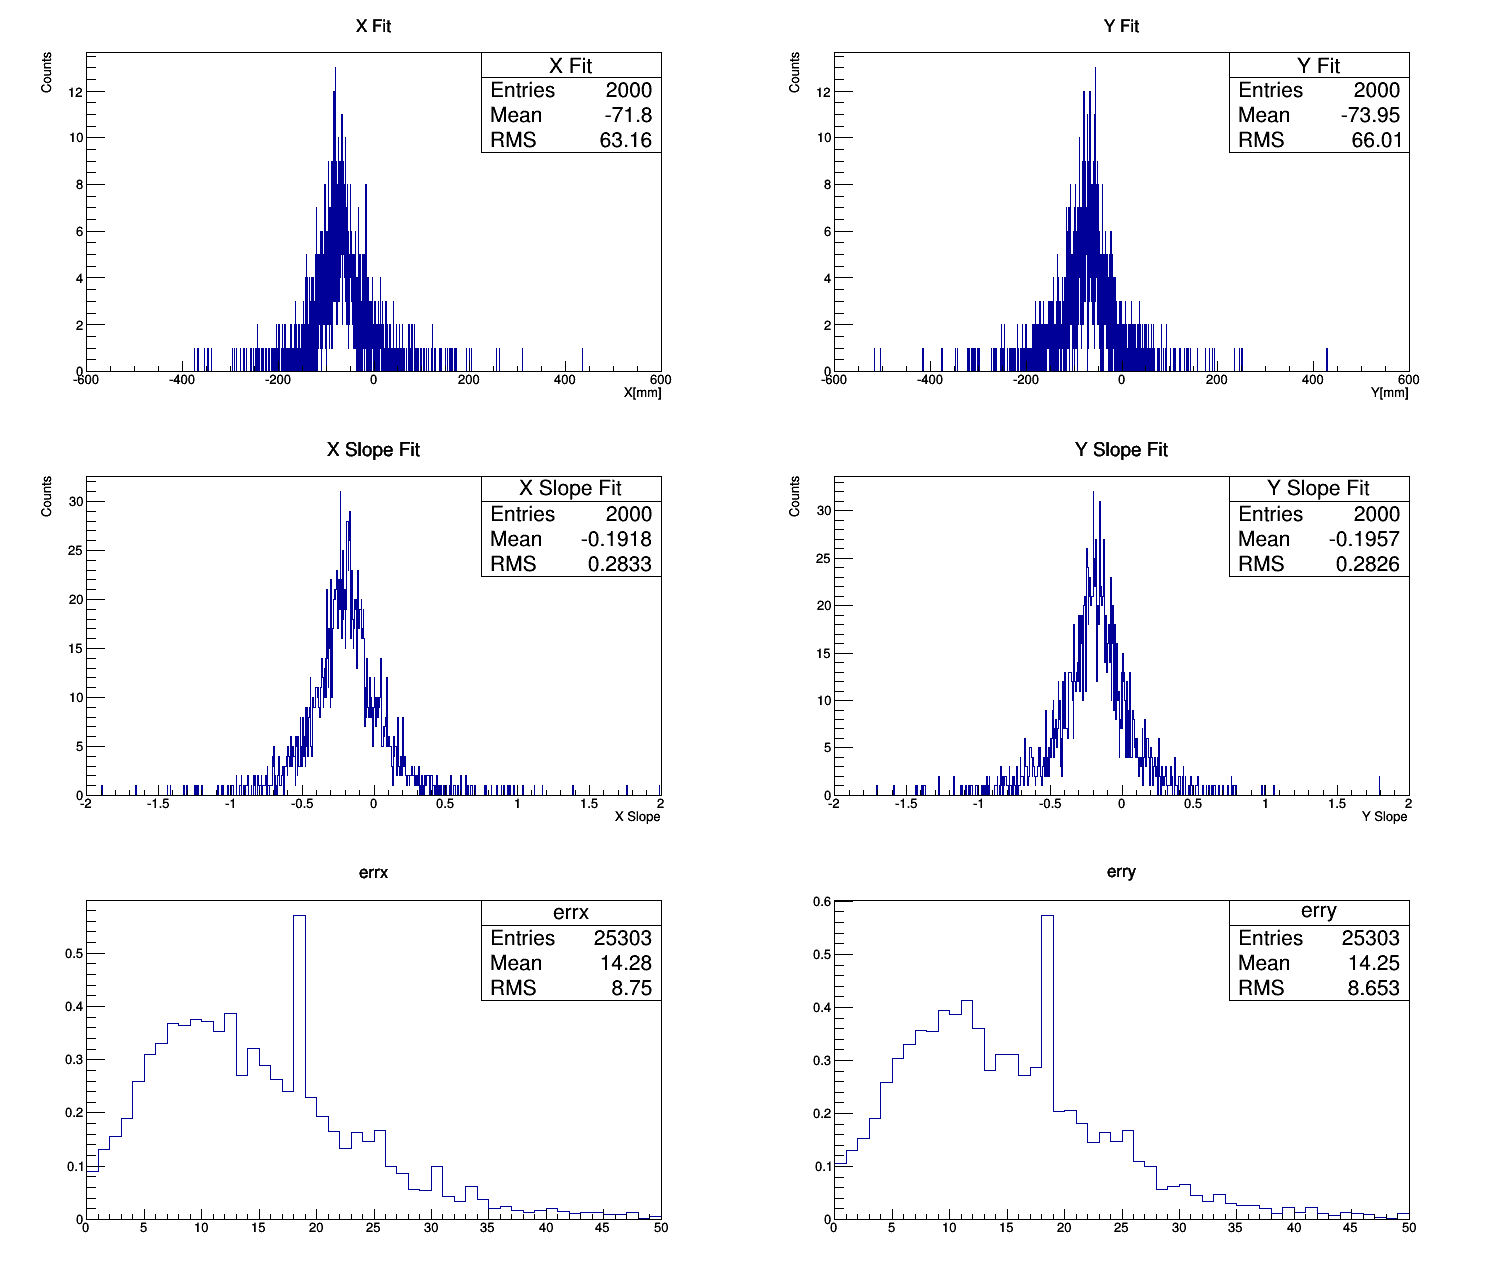 X Fit
Counts
X Fit
Entries 2000
Mean -71.8
RMS 63.16
12
10
8
6
4
2
0
-600 -400 -200 0 200 400 600
X[mm]
Y Fit
Counts
Y Fit
Entries 2000
Mean -73.95
RMS 66.01
12
10
8
6
4
2
0
-600 -400 -200 0 200 400 600
Y[mm]
X Slope Fit
Counts
X Slope Fit
Entries 2000
Mean -0.1918
RMS 0.2833
30
25
20
15
10
5
0
-2 -1.5 -1 -0.5 0 0.5 1 1.5 2
X Slope
Y Slope Fit
Counts
Y Slope Fit
Entries 2000
Mean -0.1957
RMS 0.2826
30
25
20
15
10
5
0
-2 -1.5 -1 -0.5 0 0.5 1 1.5 2
Y Slope
errx
errx
Entries 25303
Mean 14.28
RMS 8.75
0.5
0.4
0.3
0.2
0.1
0
0 5 10 15 20 25 30 35 40 45 50
erry
erry
Entries 25303
Mean 14.25
RMS 8.653
0.6
0.5
0.4
0.3
0.2
0.1
0
0 5 10 15 20 25 30 35 40 45 50